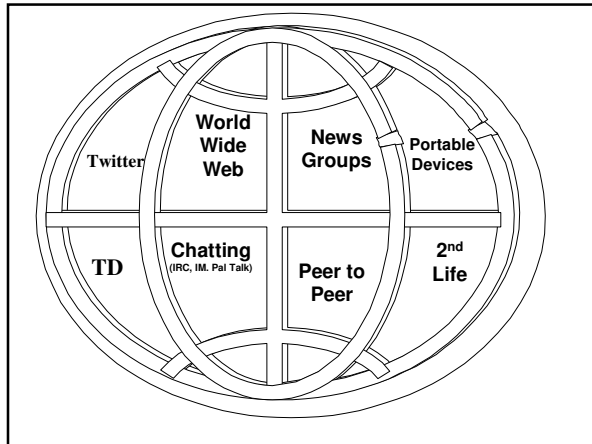 Twitter
World
Wide
Web
News
Groups
Portable
Devices
TD
Chatting
(IRC, IM. Pal Talk)
Peer to
Peer
2nd
Life